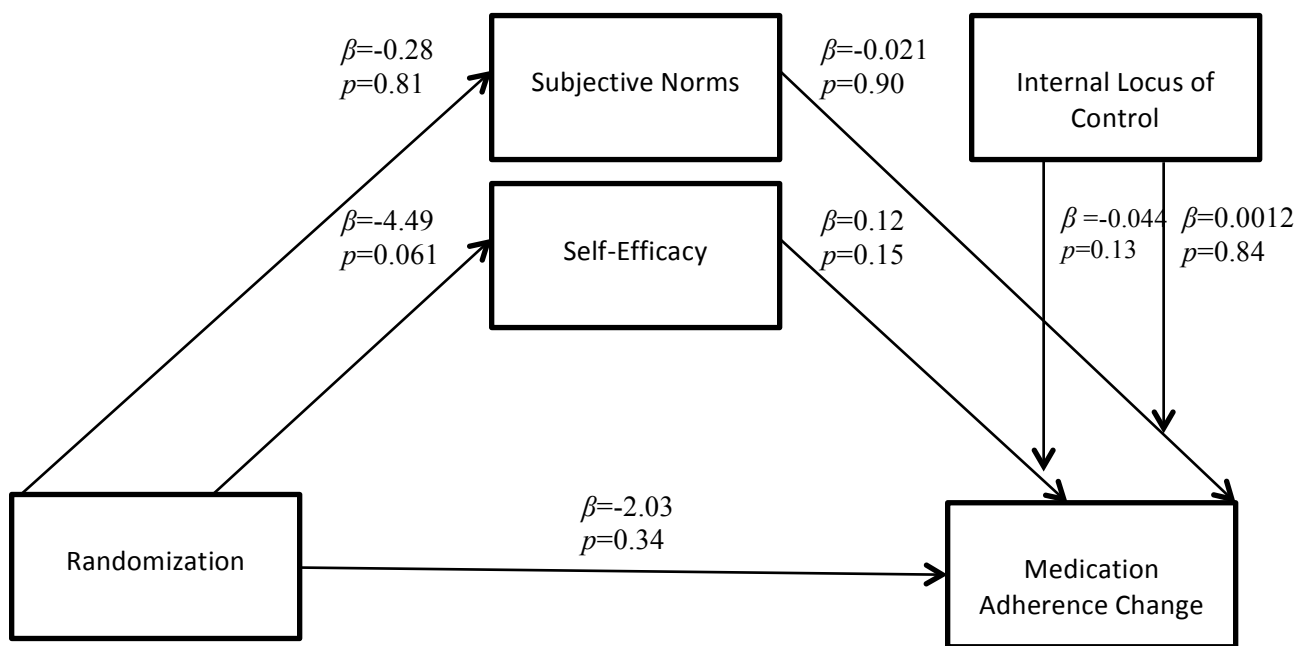 β=-0.28
p=0.81
Subjective Norms
β=-0.021
p=0.90
Internal Locus of
Control
β=-4.49
p=0.061
Self-Efficacy
β=0.12
p=0.15
β =-0.044
p=0.13
β=0.0012
p=0.84
Randomization
β=-2.03
p=0.34
Medication
Adherence Change